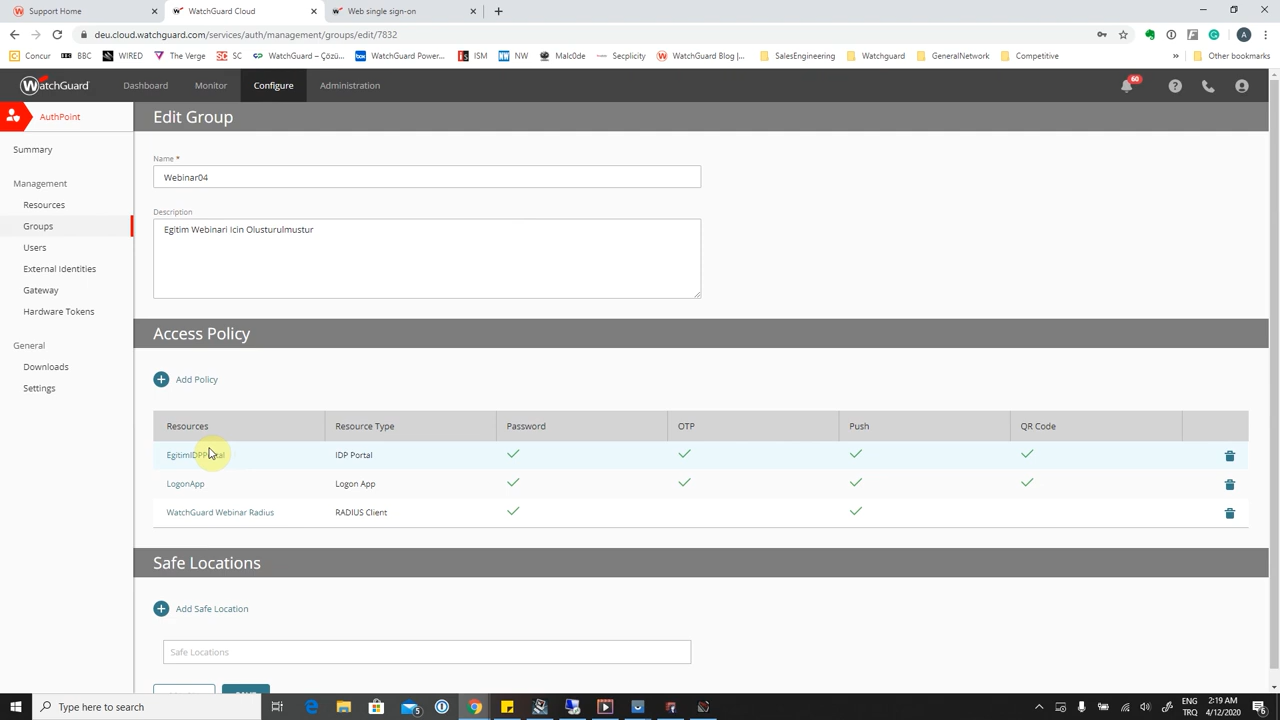 Support Home
WatchGuard Cloud
Web single sign-on
deu.cloud.watchguard.com/services/auth/management/groups/edit/7832
A
Concur
BBC
WIRED
The Verge
SC
WatchGuard – Çözü...
WatchGuard Power...
ISM
NW
Malc0de
Secplicity
WatchGuard Blog |...
SalesEngineering
Watchguard
GeneralNetwork
Competitive
»
Other bookmarks
WatchGuard
Dashboard
Monitor
Configure
Administration
60
AuthPoint
Edit Group
Summary
Name *
Webinar04
Management
Resources
Groups
Users
External Identities
Gateway
Hardware Tokens
General
Downloads
Settings
Description
Egitim Webinari Icin Olusturulmustur
Access Policy
Add Policy
Resources Resource Type Password OTP Push QR Code
EgitimIDPPortal IDP Portal
LogonApp Logon App
WatchGuard Webinar Radius RADIUS Client
Safe Locations
Add Safe Location
Safe Locations
Type here to search
5
ENG
TRQ
2:19 AM
4/12/2020
6